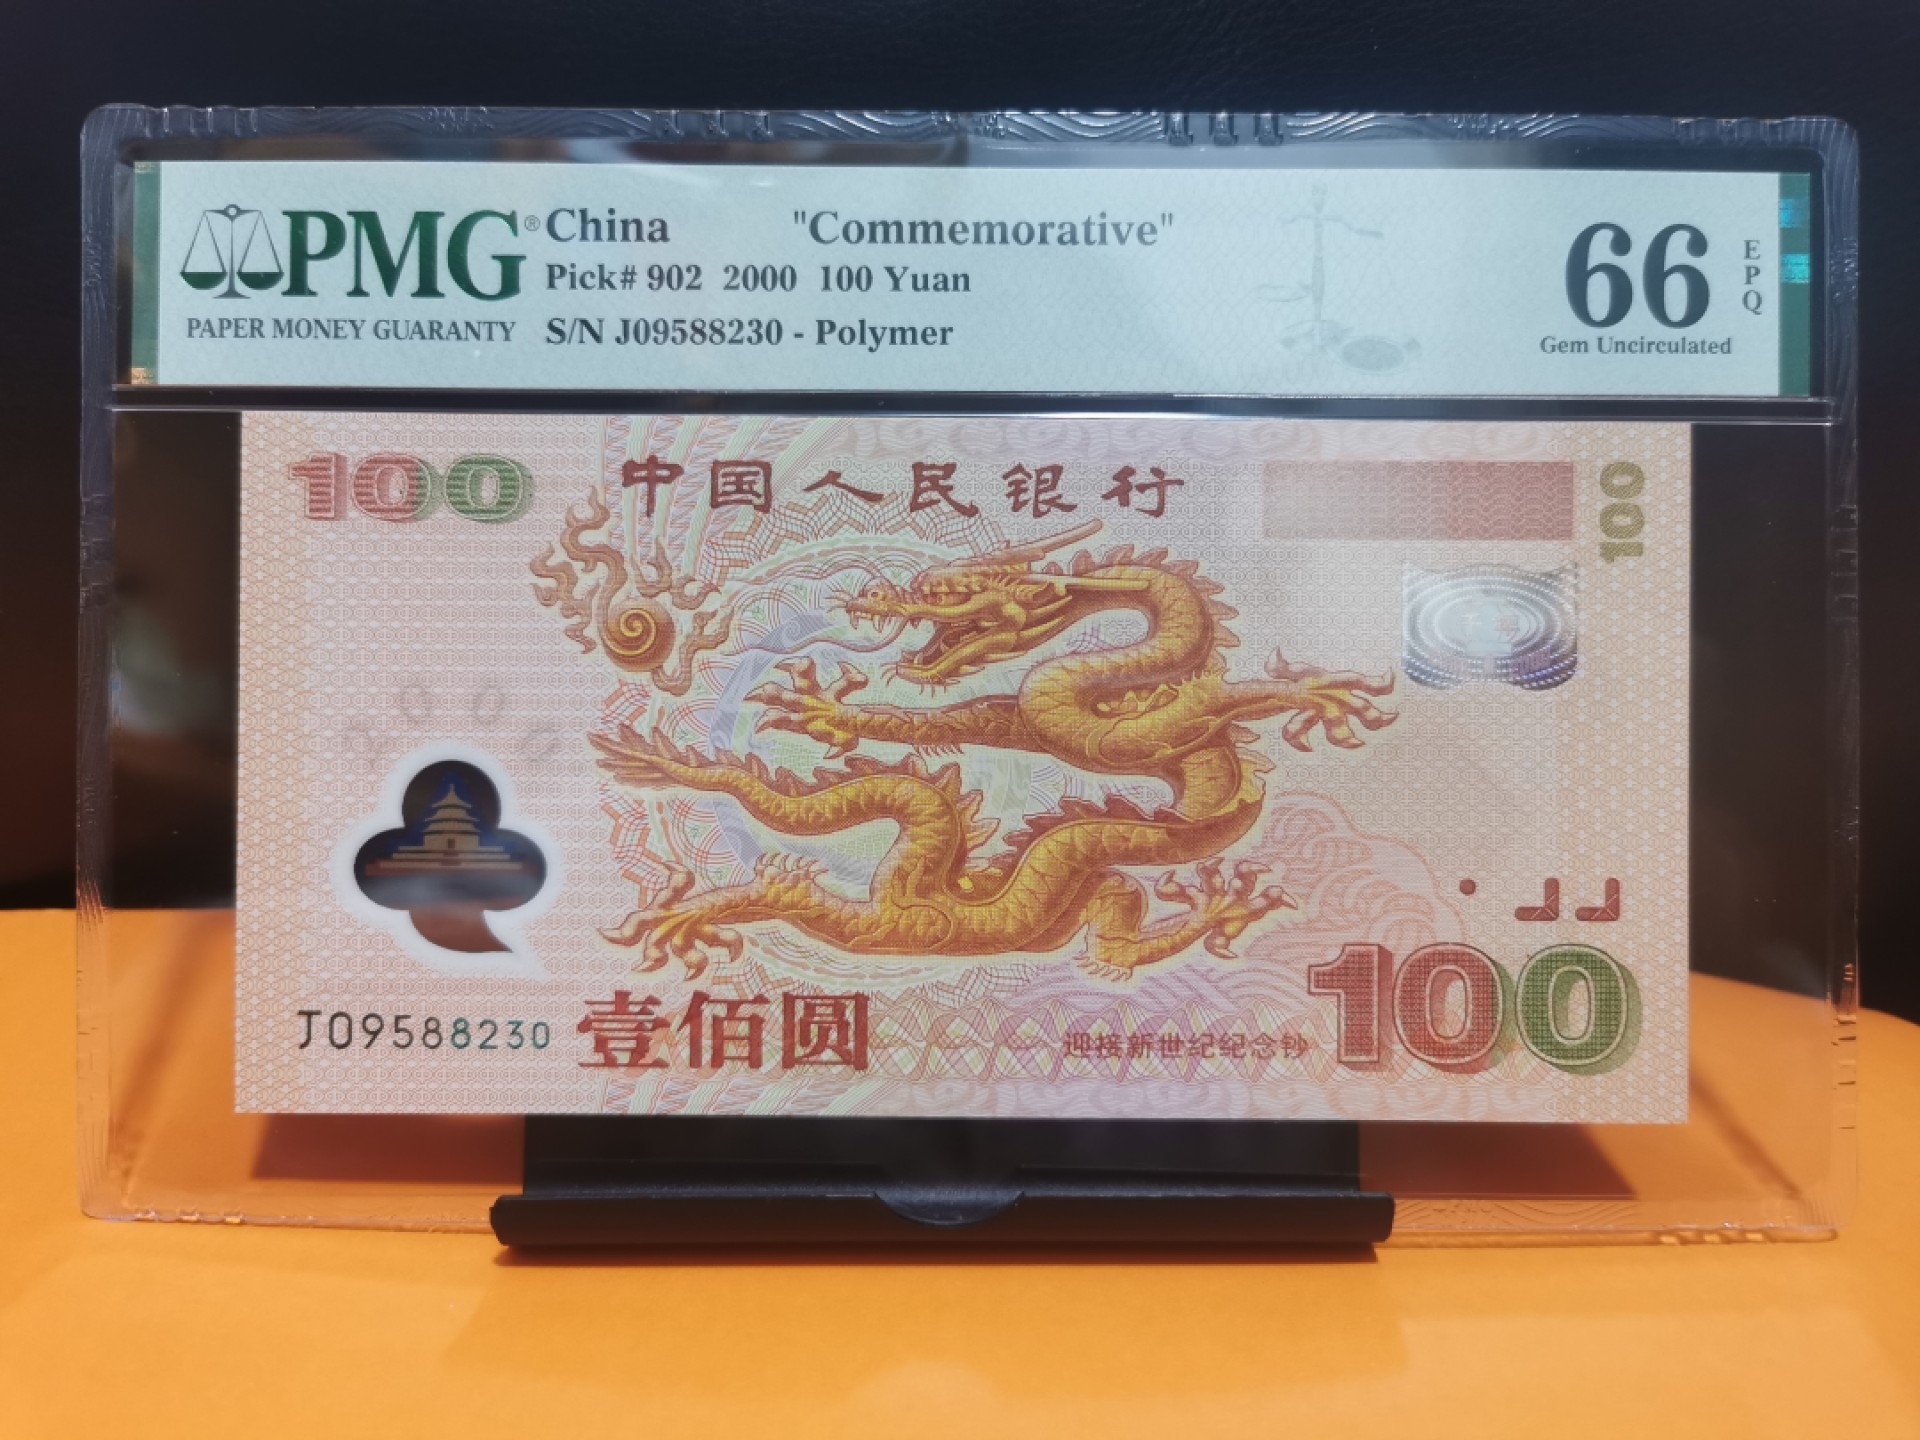 PMG® China "Commemorative"
Pick# 902 2000 100 Yuan
PAPER MONEY GUARANTY S/N J09588230 - Polymer
66 EPQ
Gem Uncirculated
100 中国人民银行 100
2000
J09588230 壹佰圆 迎接新世纪纪念钞 100